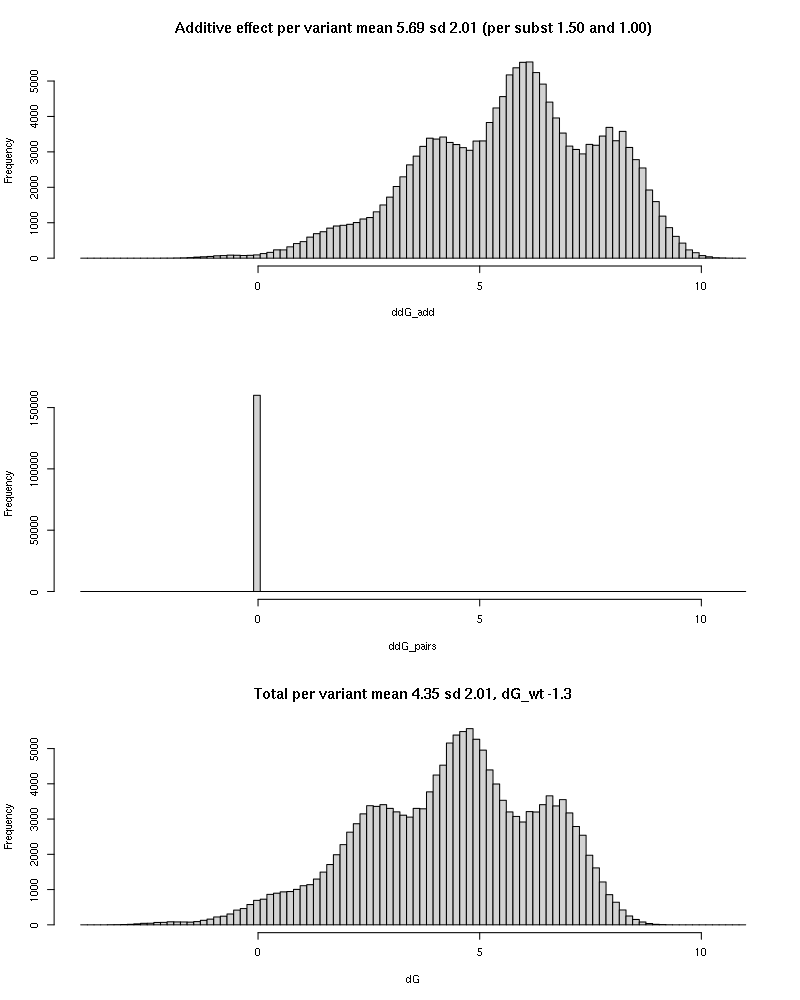 Additive effect per variant mean 5.69 sd 2.01 (per subst 1.50 and 1.00)
Frequency
5000
4000
3000
2000
1000
0
0 5 10
ddG_add
Frequency
150000
100000
50000
0
0 5 10
ddG_pairs
Total per variant mean 4.35 sd 2.01, dG_wt -1.3
Frequency
5000
4000
3000
2000
1000
0
0 5 10
dG